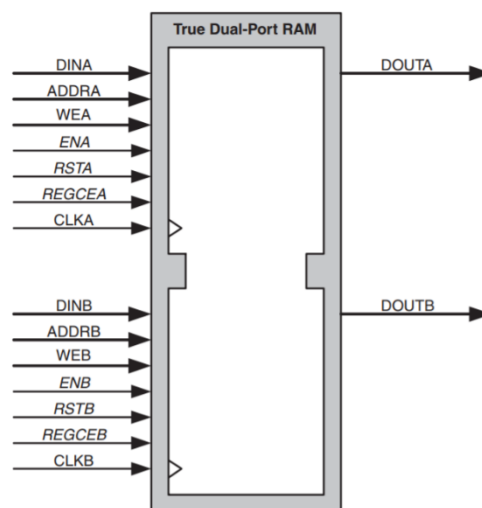 True Dual-Port RAM
DINA
DOUTA
ADDRA
WEA
ENA
RSTA
REGCEA
CLKA
DINB
DOUTB
ADDRB
WEB
ENB
RSTB
REGCEB
CLKB